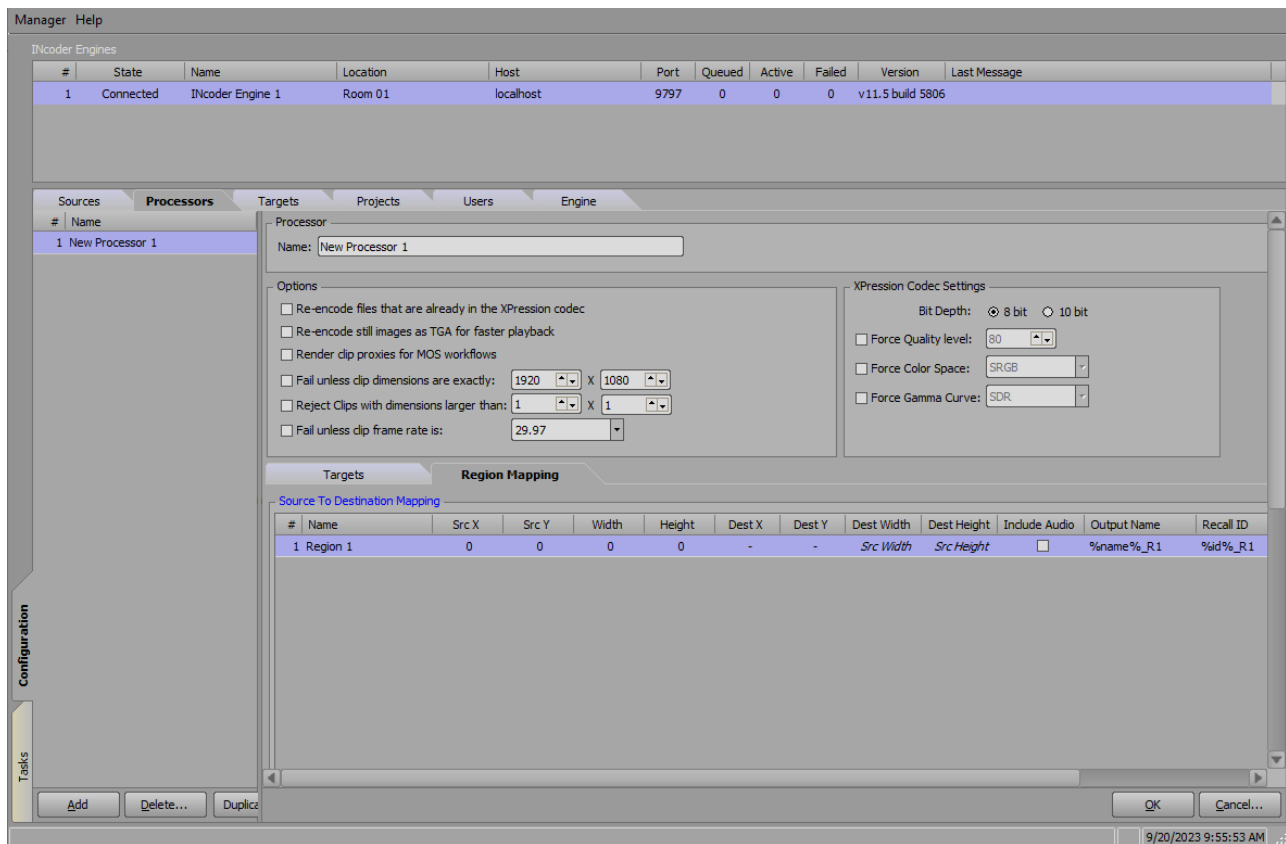 Manager Help
INcoder Engines
# State Name Location Host Port Queued Active Failed Version Last Message
1 Connected INcoder Engine 1 Room 01 localhost 9797 0 0 0 v11.5 build 5806
Sources Processors Targets Projects Users Engine
# Name
1 New Processor 1
Processor
Name: New Processor 1
Options
Re-encode files that are already in the XPression codec
Re-encode still images as TGA for faster playback
Render clip proxies for MOS workflows
Fail unless clip dimensions are exactly: 1920 X 1080
Reject Clips with dimensions larger than: 1 X 1
Fail unless clip frame rate is: 29.97
XPression Codec Settings
Bit Depth: 8 bit 10 bit
Force Quality level: 80
Force Color Space: SRGB
Force Gamma Curve: SDR
Targets Region Mapping
Source To Destination Mapping
# Name Src X Src Y Width Height Dest X Dest Y Dest Width Dest Height Include Audio Output Name Recall ID
1 Region 1 0 0 0 0 - - Src Width Src Height %name%_R1 %id%_R1
Configuration
Tasks
Add Delete... Duplica
OK Cancel...
9/20/2023 9:55:53 AM